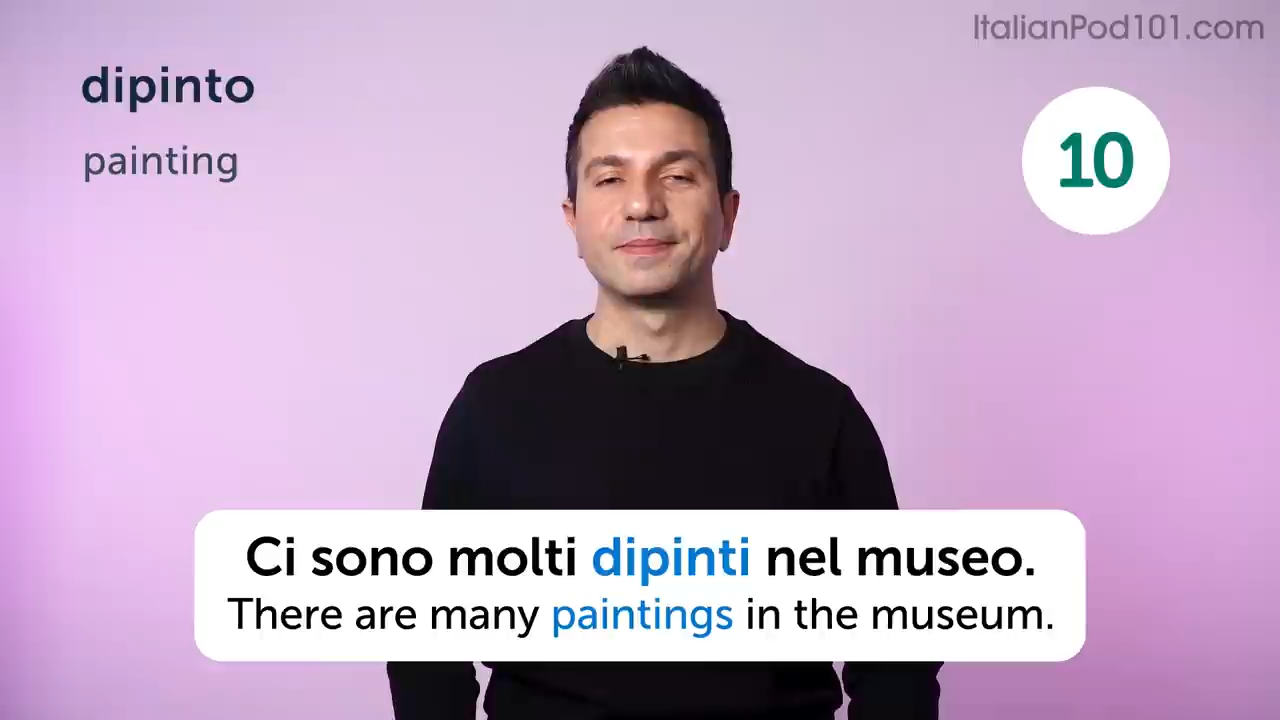 ItalianPod101.com
dipinto
painting
10
Ci sono molti dipinti nel museo.
There are many paintings in the museum.